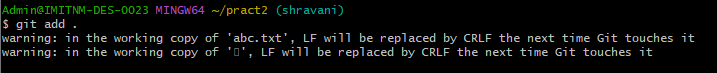 Admin@IMITNM-DES-0023 MINGW64 ~/pract2 (shravani)
$ git add .
warning: in the working copy of 'abc.txt', LF will be replaced by CRLF the next time Git touches it
warning: in the working copy of '▯', LF will be replaced by CRLF the next time Git touches it